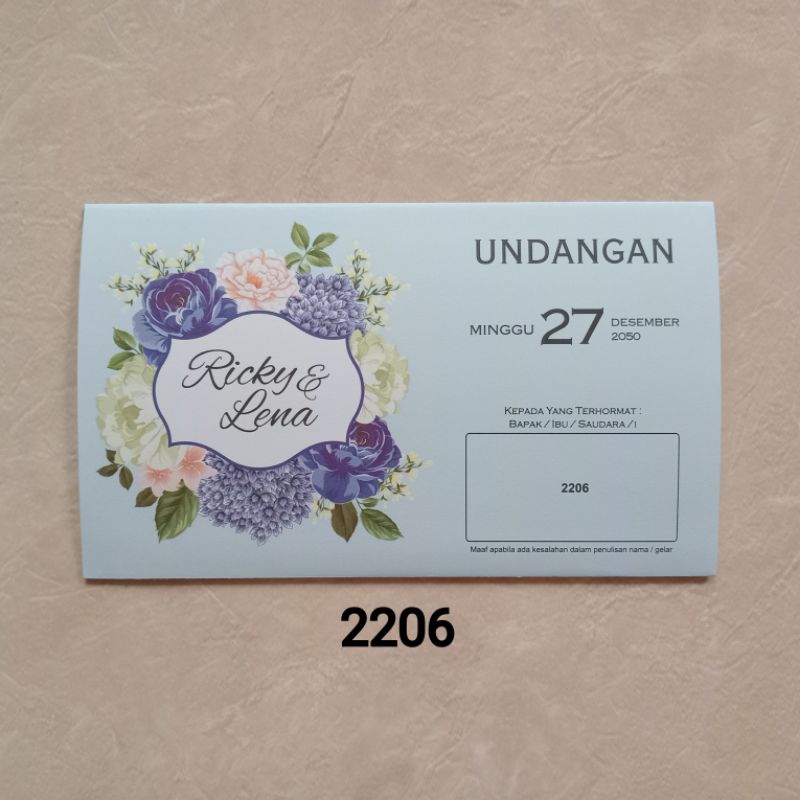 Ricky &
Lena
UNDANGAN
MINGGU 27 DESEMBER
2050
KEPADA YANG TERHORMAT :
BAPAK / IBU / SAUDARA / I
2206
Maaf apabila ada kesalahan dalam penulisan nama / gelar
2206